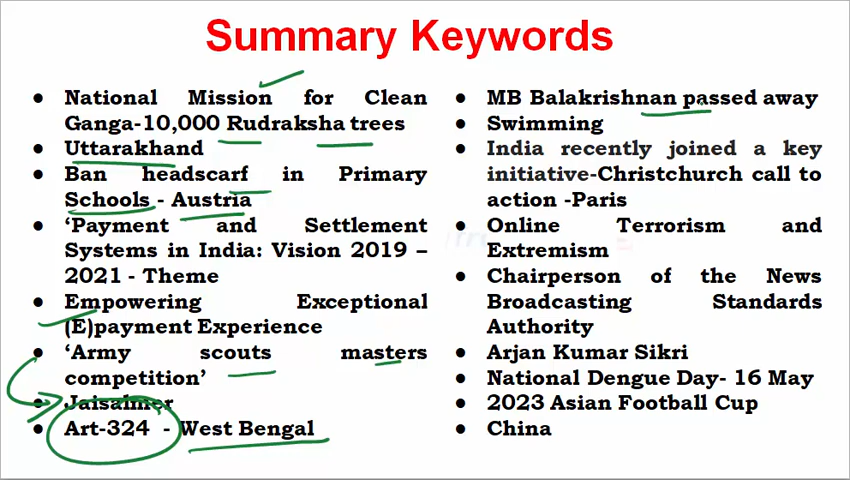 Summary Keywords
• National Mission for Clean
Ganga-10,000 Rudraksha trees
• Uttarakhand
• Ban headscarf in Primary
Schools - Austria
• ‘Payment and Settlement
Systems in India: Vision 2019 –
2021 - Theme
• Empowering Exceptional
(E)payment Experience
• ‘Army scouts masters
competition’
• Jaisalmer
• Art-324 - West Bengal
• MB Balakrishnan passed away
• Swimming
• India recently joined a key
initiative-Christchurch call to
action -Paris
• Online Terrorism and
Extremism
• Chairperson of the News
Broadcasting Standards
Authority
• Arjan Kumar Sikri
• National Dengue Day- 16 May
• 2023 Asian Football Cup
• China